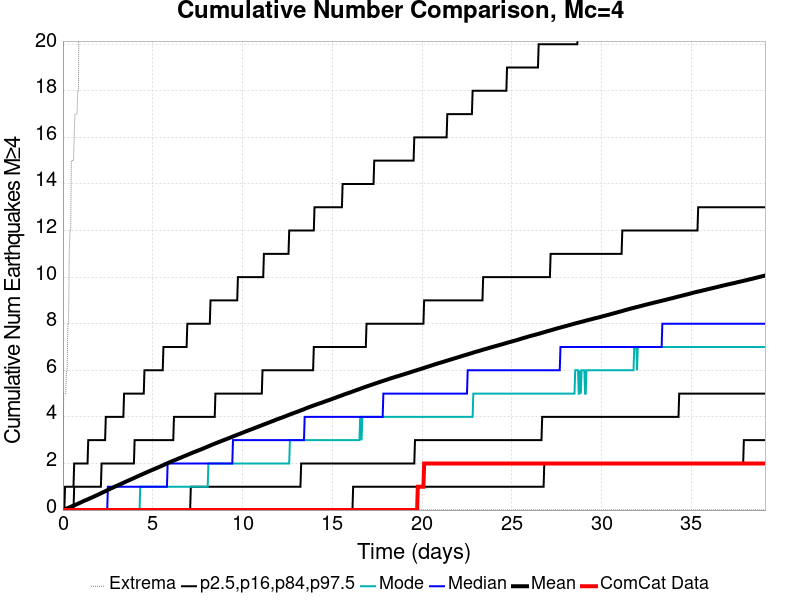 Cumulative Number Comparison, Mc=4
Cumulative Num Earthquakes M≥4
20
18
16
14
12
10
8
6
4
2
0
0 5 10 15 20 25 30 35
Time (days)
Extrema p2.5,p16,p84,p97.5 Mode Median Mean ComCat Data